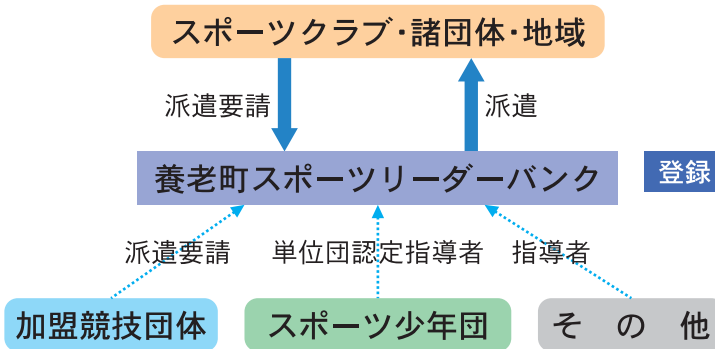 スポーツクラブ・諸団体・地域
派遣要請
派遣
養老町スポーツリーダーバンク
登録
派遣要請
単位団認定指導者
指導者
加盟競技団体
スポーツ少年団
その他